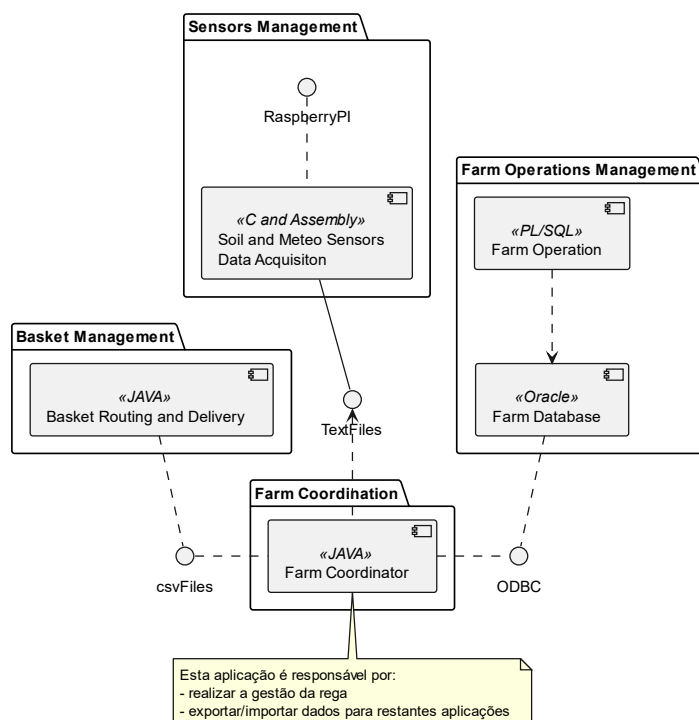 Sensors Management
RaspberryPI
«C and Assembly»
Soil and Meteo Sensors
Data Acquisiton
Farm Operations Management
«PL/SQL»
Farm Operation
«Oracle»
Farm Database
Basket Management
«JAVA»
Basket Routing and Delivery
TextFiles
Farm Coordination
«JAVA»
Farm Coordinator
csvFiles
ODBC
Esta aplicação é responsável por:
- realizar a gestão da rega
- exportar/importar dados para restantes aplicações